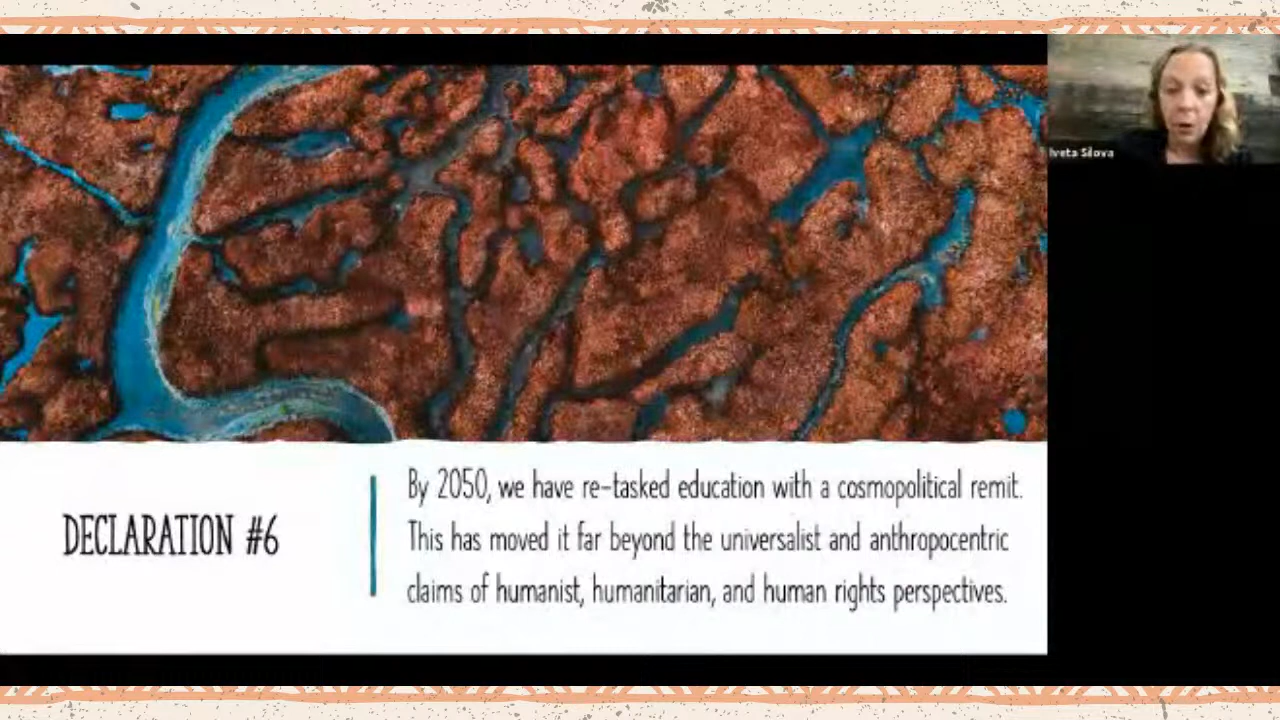 Iveta Silova
DECLARATION #6
By 2050, we have re-tasked education with a cosmopolitical remit.
This has moved it far beyond the universalist and anthropocentric
claims of humanist, humanitarian, and human rights perspectives.